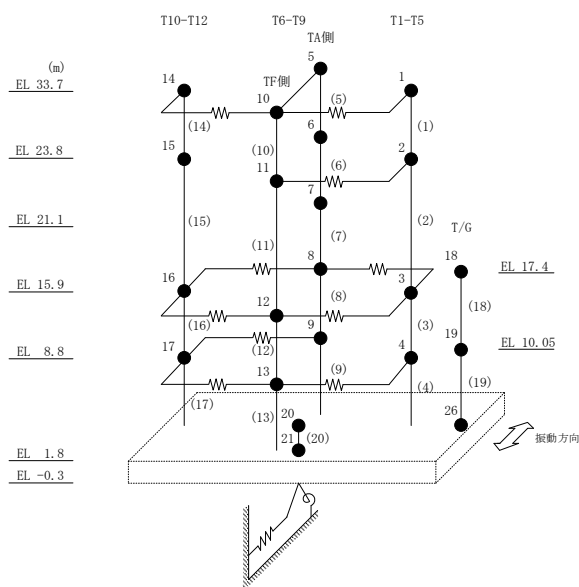 T10-T12 T6-T9 T1-T5
TA側
(m)
5
EL 33.7 14 TF側 1
10 (5)
(14) (1)
6
EL 23.8 15 (10) 2
11 (6)
7
EL 21.1 (15) (7) (2) T/G
(11) 8 18 EL 17.4
EL 15.9 16 3
12 (8) (18)
(16) 9 (3) 19
EL 8.8 17 (12) 4 EL 10.05
13 (9)
(17) (13) (4) (19)
20 26
21 (20) 振動方向
EL 1.8
EL -0.3